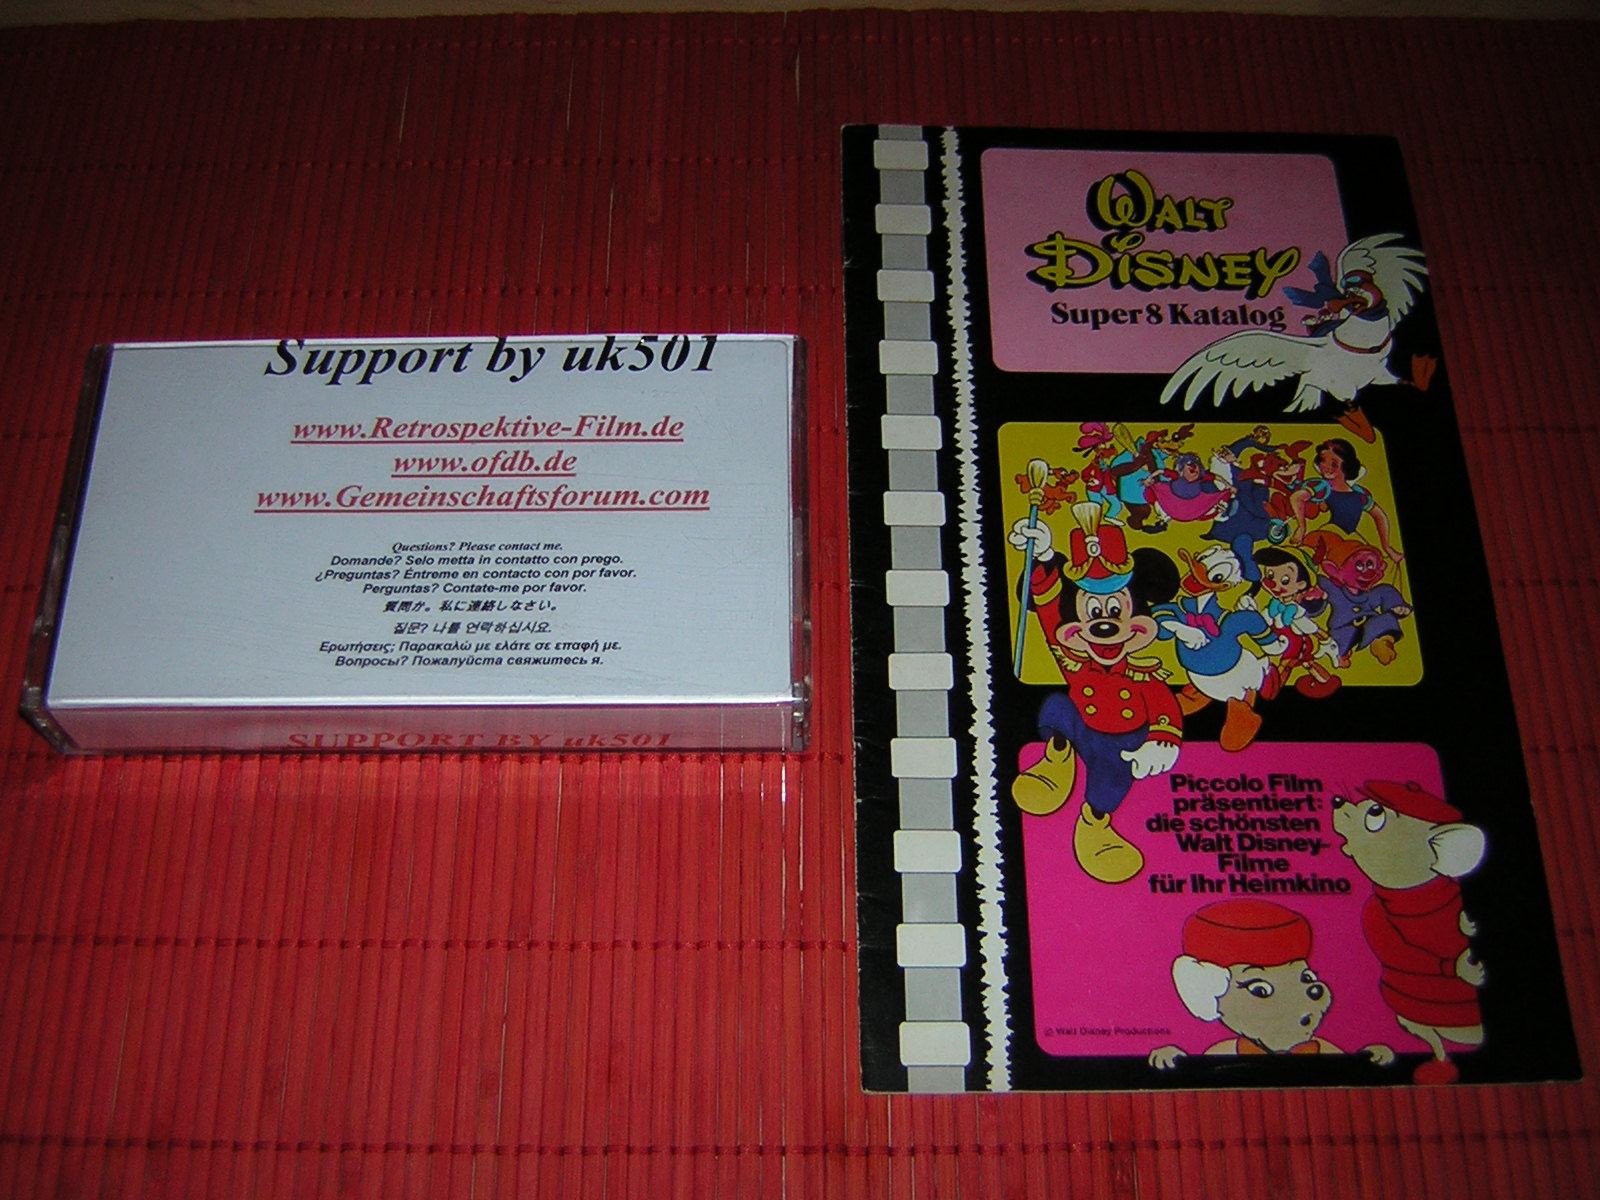 Support by uk501
www.Retrospektive-Film.de
www.ofdb.de
www.Gemeinschaftsforum.com
Questions? Please contact me.
Domande? Selo metta in contatto con prego.
¿Preguntas? Éntreme en contacto con por favor.
Perguntas? Contate-me por favor.
質問か。私に連絡しなさい。
질문? 나를 연락하십시요.
Ερωτήσεις; Παρακαλώ με ελάτε σε επαφή με.
Вопросы? Пожалуйста свяжитесь я.
SUPPORT BY uk501
WALT
DISNEY
Super8 Katalog
Piccolo Film
präsentiert:
die schönsten
Walt Disney-
Filme
für Ihr Heimkino
© Walt Disney Productions